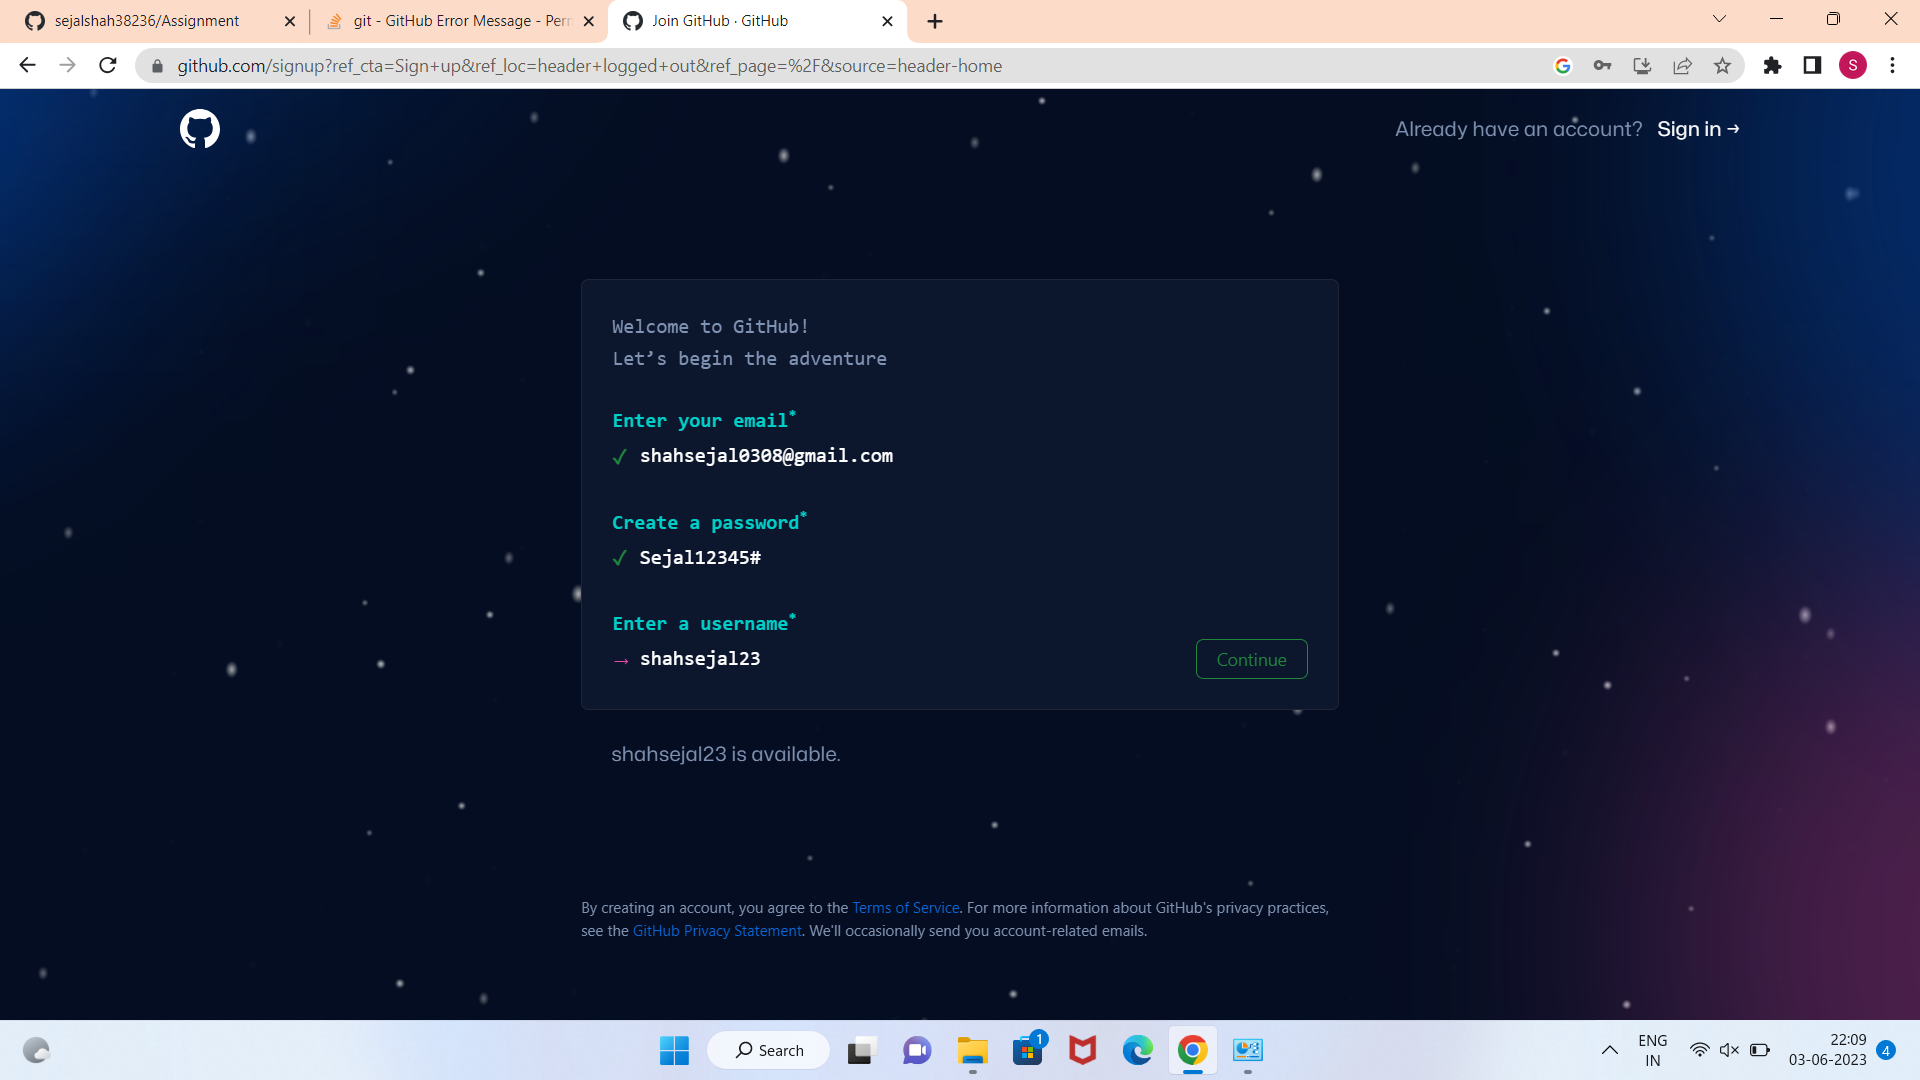 sejalshah38236/Assignment
git - GitHub Error Message - Perm
Join GitHub · GitHub
github.com/signup?ref_cta=Sign+up&ref_loc=header+logged+out&ref_page=%2F&source=header-home
S
Already have an account? Sign in →
Welcome to GitHub!
Let’s begin the adventure
Enter your email*
✓ shahsejal0308@gmail.com
Create a password*
✓ Sejal12345#
Enter a username*
→ shahsejal23
Continue
shahsejal23 is available.
By creating an account, you agree to the Terms of Service. For more information about GitHub's privacy practices,
see the GitHub Privacy Statement. We'll occasionally send you account-related emails.
Search
1
ENG
IN
22:09
03-06-2023
4